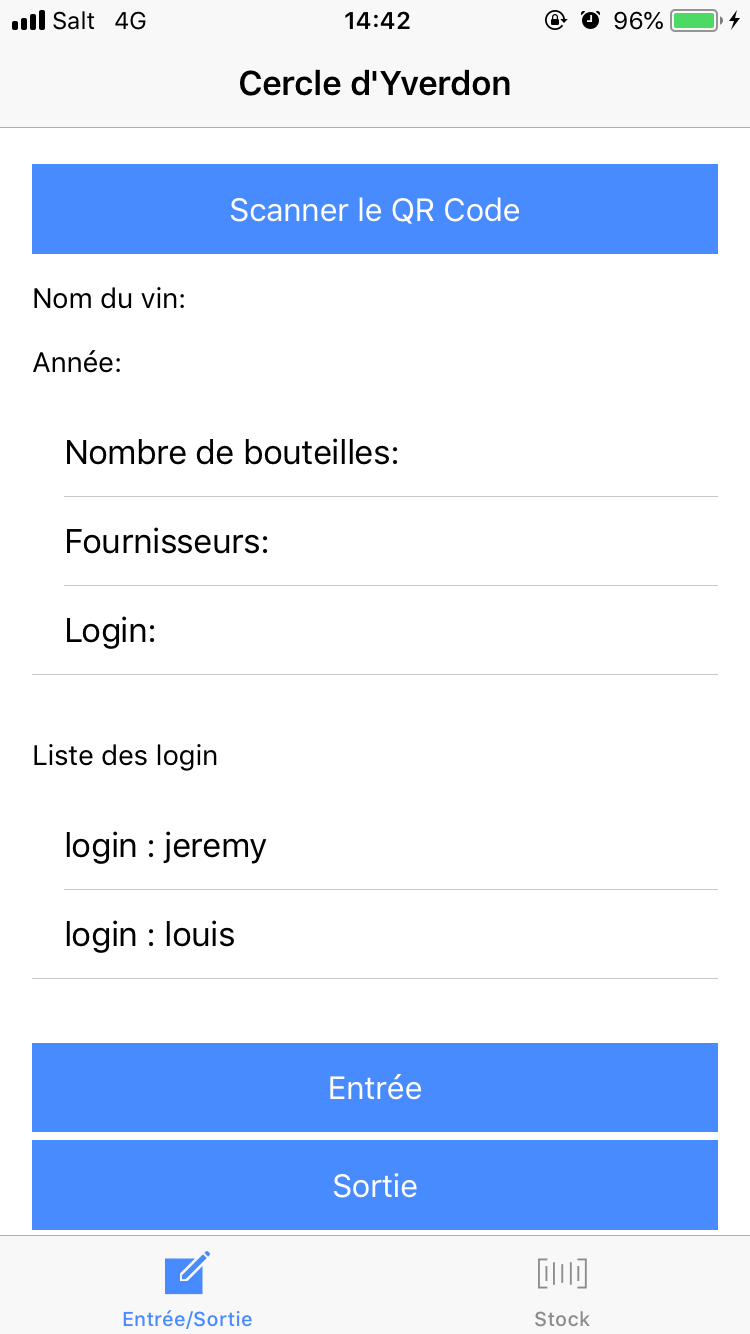 Salt 4G 14:42 96%
Cercle d'Yverdon
Scanner le QR Code
Nom du vin:
Année:
Nombre de bouteilles:
Fournisseurs:
Login:
Liste des login
login : jeremy
login : louis
Entrée
Sortie
Entrée/Sortie Stock